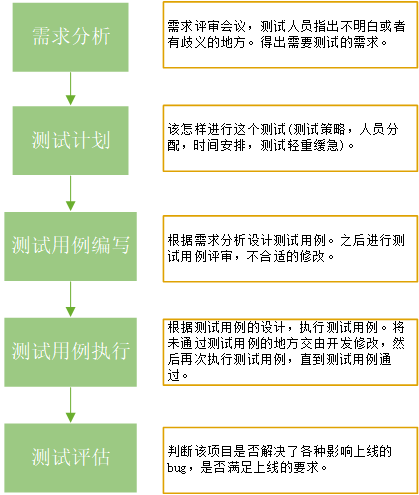 需求分析
需求评审会议，测试人员指出不明白或者
有歧义的地方。得出需要测试的需求。
测试计划
该怎样进行这个测试(测试策略，人员分
配，时间安排，测试轻重缓急)。
测试用例编写
根据需求分析设计测试用例。之后进行测
试用例评审，不合适的修改。
测试用例执行
根据测试用例的设计，执行测试用例。将
未通过测试用例的地方交由开发修改，然
后再次执行测试用例，直到测试用例通
过。
测试评估
判断该项目是否解决了各种影响上线的
bug，是否满足上线的要求。